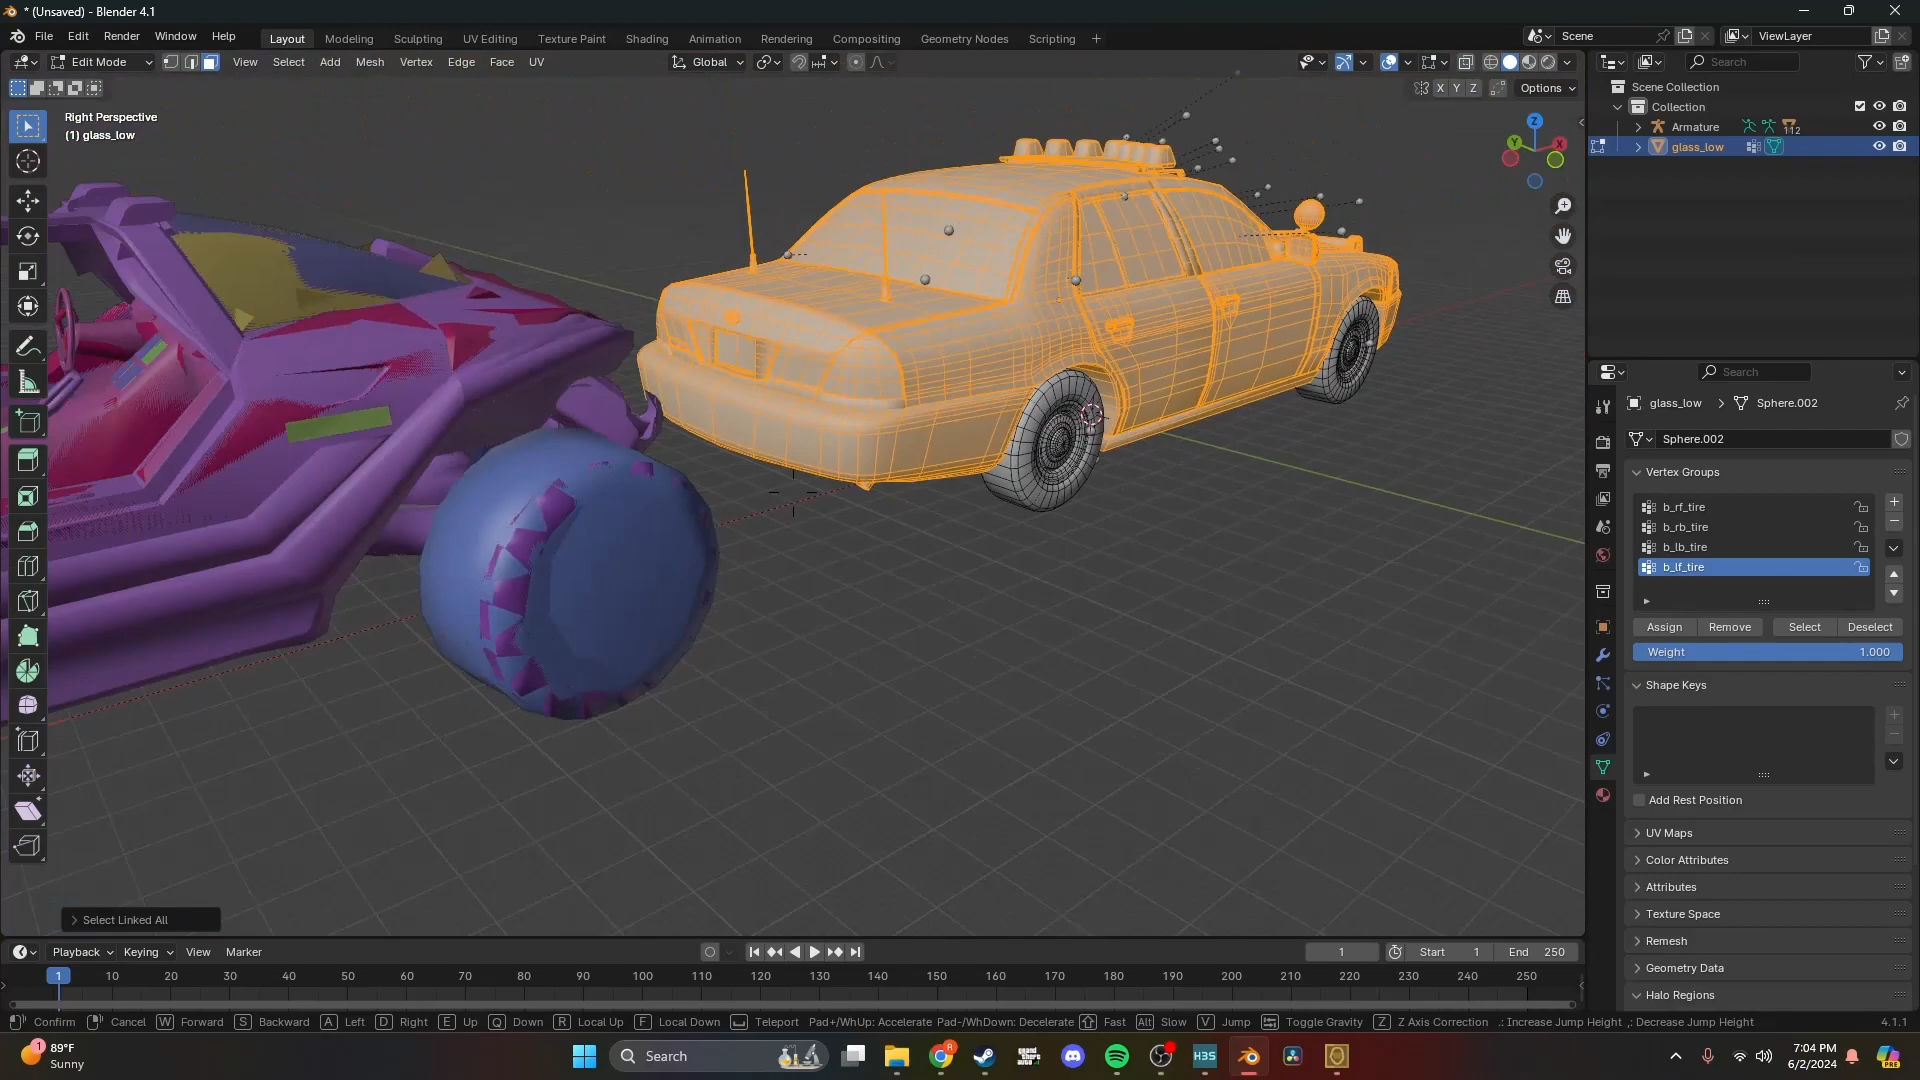 * (Unsaved) - Blender 4.1
File Edit Render Window Help
Layout Modeling Sculpting UV Editing Texture Paint Shading Animation Rendering Compositing Geometry Nodes Scripting +
Scene
ViewLayer
Edit Mode View Select Add Mesh Vertex Edge Face UV
Global
X Y Z Options
Right Perspective
(1) glass_low
Z
Y
X
Search
Scene Collection
Collection
Armature 112
glass_low
Search
glass_low > Sphere.002
Sphere.002
Vertex Groups
b_rf_tire
b_rb_tire
b_lb_tire
b_lf_tire
Assign Remove Select Deselect
Weight 1.000
Shape Keys
Add Rest Position
UV Maps
Color Attributes
Attributes
Texture Space
Remesh
Geometry Data
Halo Regions
Select Linked All
Playback Keying View Marker
1 Start 1 End 250
1 10 20 30 40 50 60 70 80 90 100 110 120 130 140 150 160 170 180 190 200 210 220 230 240 250
Confirm Cancel W Forward S Backward A Left D Right E Up Q Down R Local Up F Local Down Teleport Pad+/WhUp: Accelerate Pad-/WhDown: Decelerate Fast Alt Slow V Jump Toggle Gravity Z Z Axis Correction .: Increase Jump Height ,: Decrease Jump Height 4.1.1
1
89°F
Sunny
Search
R
H3S
7:04 PM
6/2/2024
PRE